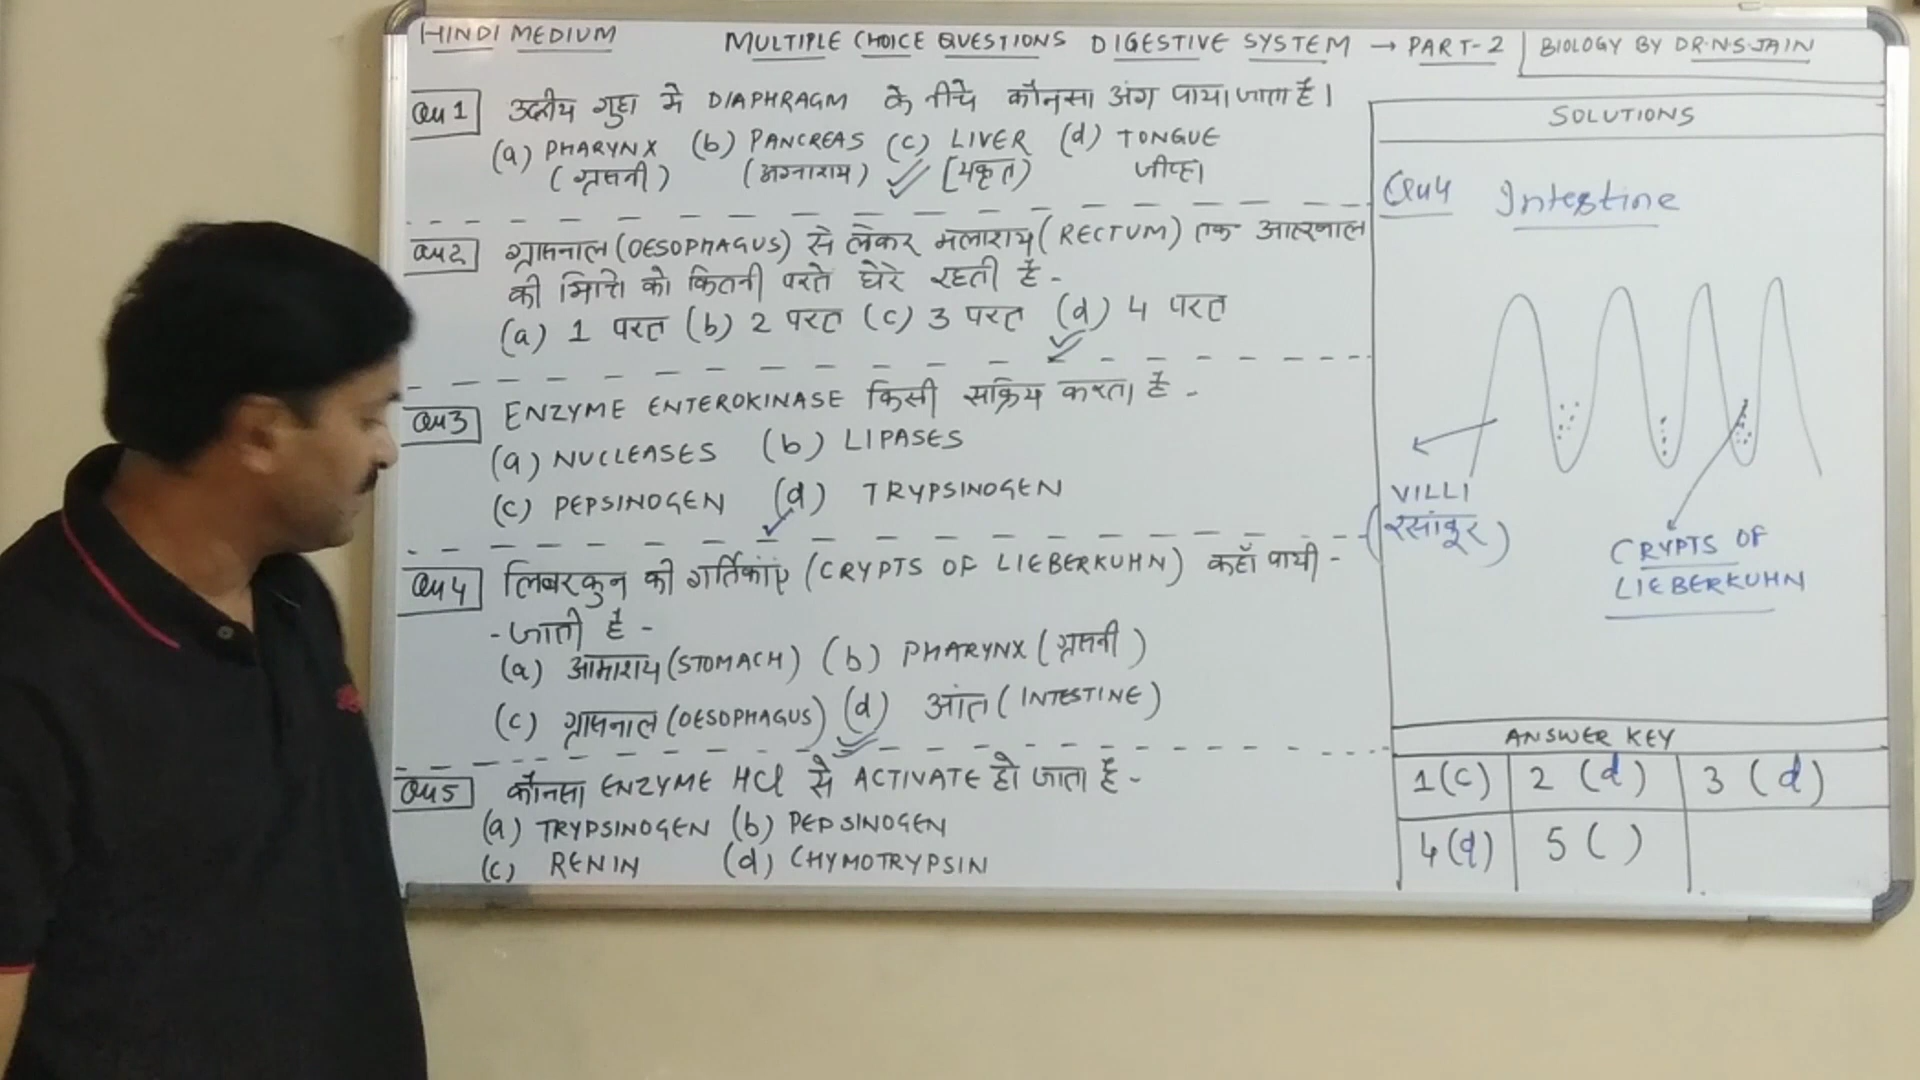 HINDI MEDIUM
MULTIPLE CHOICE QUESTIONS DIGESTIVE SYSTEM → PART-2 | BIOLOGY BY DR.N.S.JAIN
Qu 1 उदरीय गुहा मे DIAPHRAGM के नीचे कौनसा अंग पाया जाता है।
(a) PHARYNX (b) PANCREAS (c) LIVER (d) TONGUE
(ग्रसनी) (अग्नाशय) (यकृत) जीव्हा
Qu 2 ग्रासनाल (OESOPHAGUS) से लेकर मलाशय (RECTUM) तक आहारनाल
की भित्ति को कितनी परते घेरे रहती है -
(a) 1 परत (b) 2 परत (c) 3 परत (d) 4 परत
Qu 3 ENZYME ENTEROKINASE किसी सक्रिय करता है -
(a) NUCLEASES (b) LIPASES
(c) PEPSINOGEN (d) TRYPSINOGEN
Qu 4 लिबरकुन की गर्तिकाएं (CRYPTS OF LIEBERKUHN) कहाँ पायी -
- जाती है -
(a) आमाशय (STOMACH) (b) PHARYNX (ग्रसनी)
(c) ग्रासनाल (OESOPHAGUS) (d) आंत (INTESTINE)
Qu 5 कौनसा ENZYME HCl से ACTIVATE हो जाता है -
(a) TRYPSINOGEN (b) PEPSINOGEN
(c) RENIN (d) CHYMOTRYPSIN
SOLUTIONS
Qu 4 Intestine
VILLI
(रसांकूर)
CRYPTS OF
LIEBERKUHN
ANSWER KEY
1 (c) 2 (d) 3 (d)
4 (d) 5 ( )